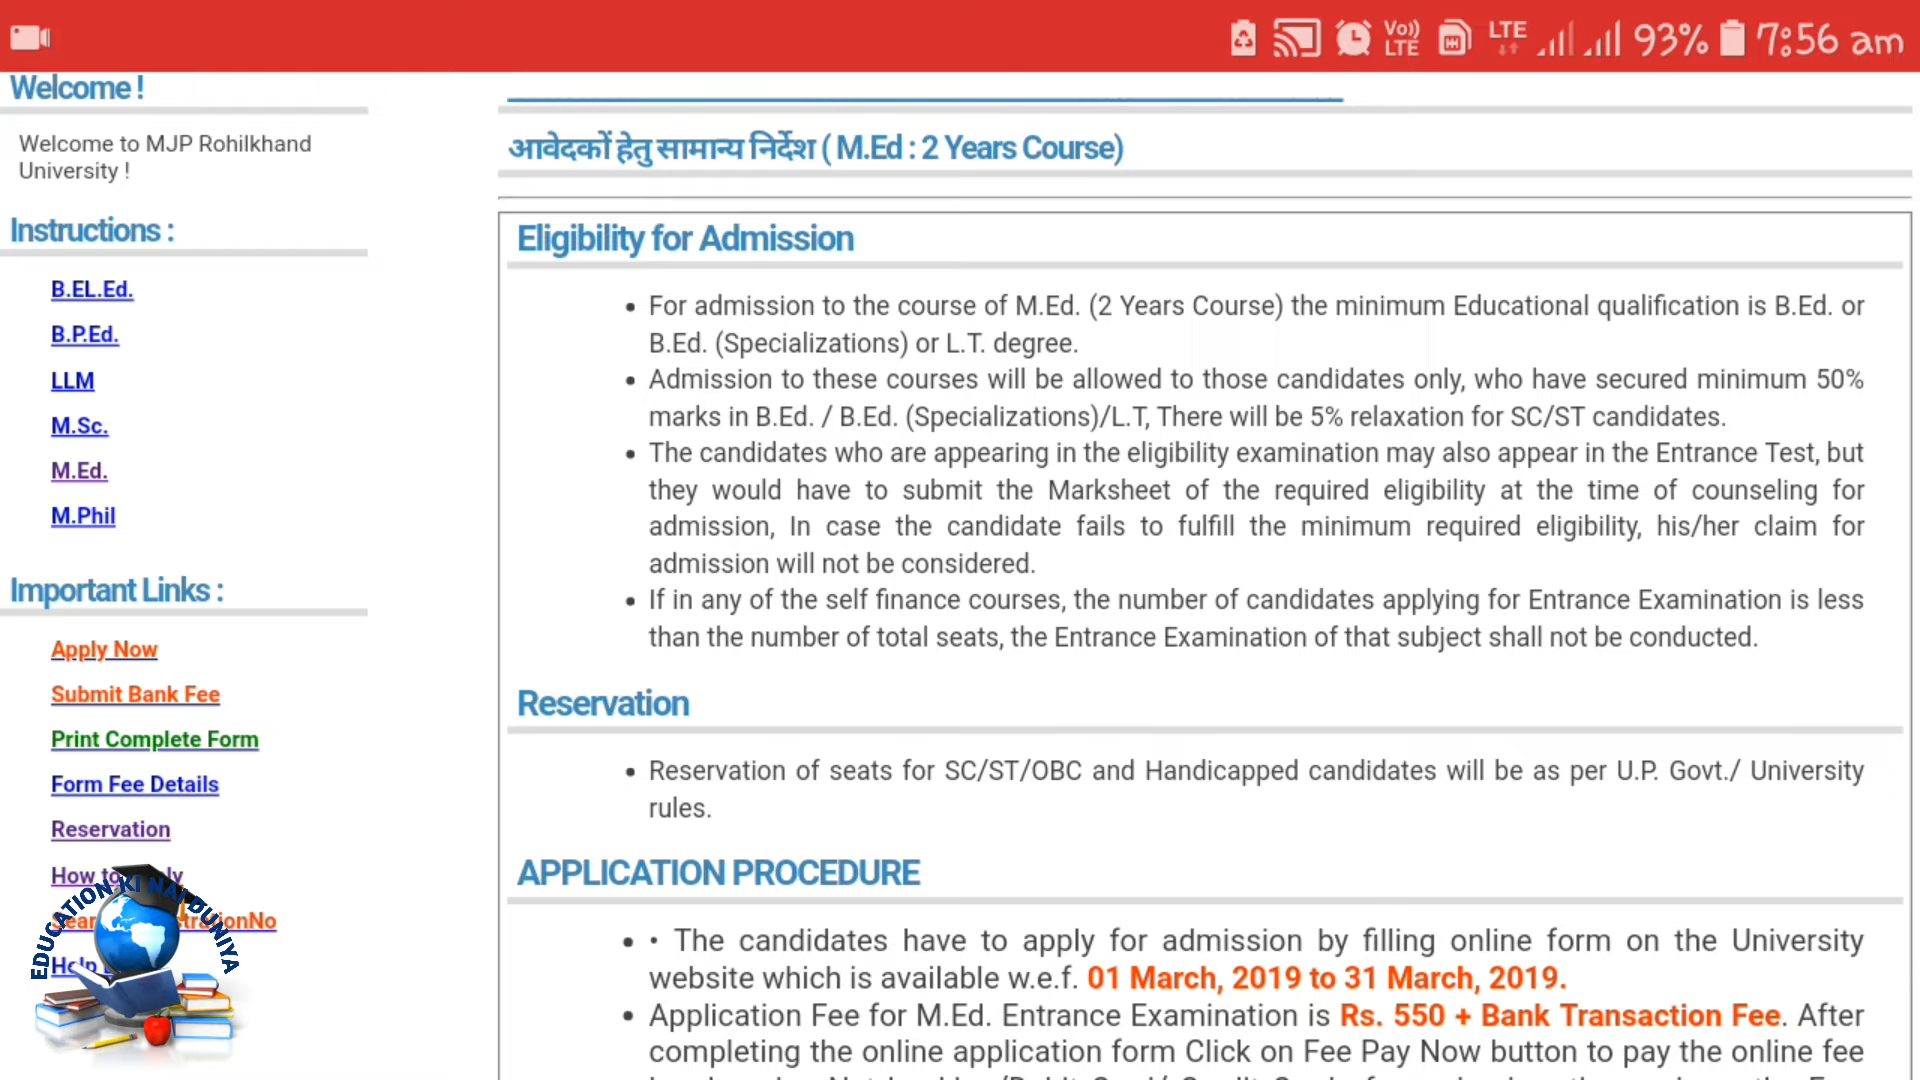 Vo)) LTE LTE 93% 7:56 am
Welcome !
Welcome to MJP Rohilkhand
University !
Instructions :
B.EL.Ed.
B.P.Ed.
LLM
M.Sc.
M.Ed.
M.Phil
Important Links :
Apply Now
Submit Bank Fee
Print Complete Form
Form Fee Details
Reservation
How to
EDUCATION KI NAI DUNIYA
आवेदकों हेतु सामान्य निर्देश ( M.Ed : 2 Years Course)
Eligibility for Admission
• For admission to the course of M.Ed. (2 Years Course) the minimum Educational qualification is B.Ed. or
B.Ed. (Specializations) or L.T. degree.
• Admission to these courses will be allowed to those candidates only, who have secured minimum 50%
marks in B.Ed. / B.Ed. (Specializations)/L.T, There will be 5% relaxation for SC/ST candidates.
• The candidates who are appearing in the eligibility examination may also appear in the Entrance Test, but
they would have to submit the Marksheet of the required eligibility at the time of counseling for
admission, In case the candidate fails to fulfill the minimum required eligibility, his/her claim for
admission will not be considered.
• If in any of the self finance courses, the number of candidates applying for Entrance Examination is less
than the number of total seats, the Entrance Examination of that subject shall not be conducted.
Reservation
• Reservation of seats for SC/ST/OBC and Handicapped candidates will be as per U.P. Govt./ University
rules.
APPLICATION PROCEDURE
• • The candidates have to apply for admission by filling online form on the University
website which is available w.e.f. 01 March, 2019 to 31 March, 2019.
• Application Fee for M.Ed. Entrance Examination is Rs. 550 + Bank Transaction Fee. After
completing the online application form Click on Fee Pay Now button to pay the online fee